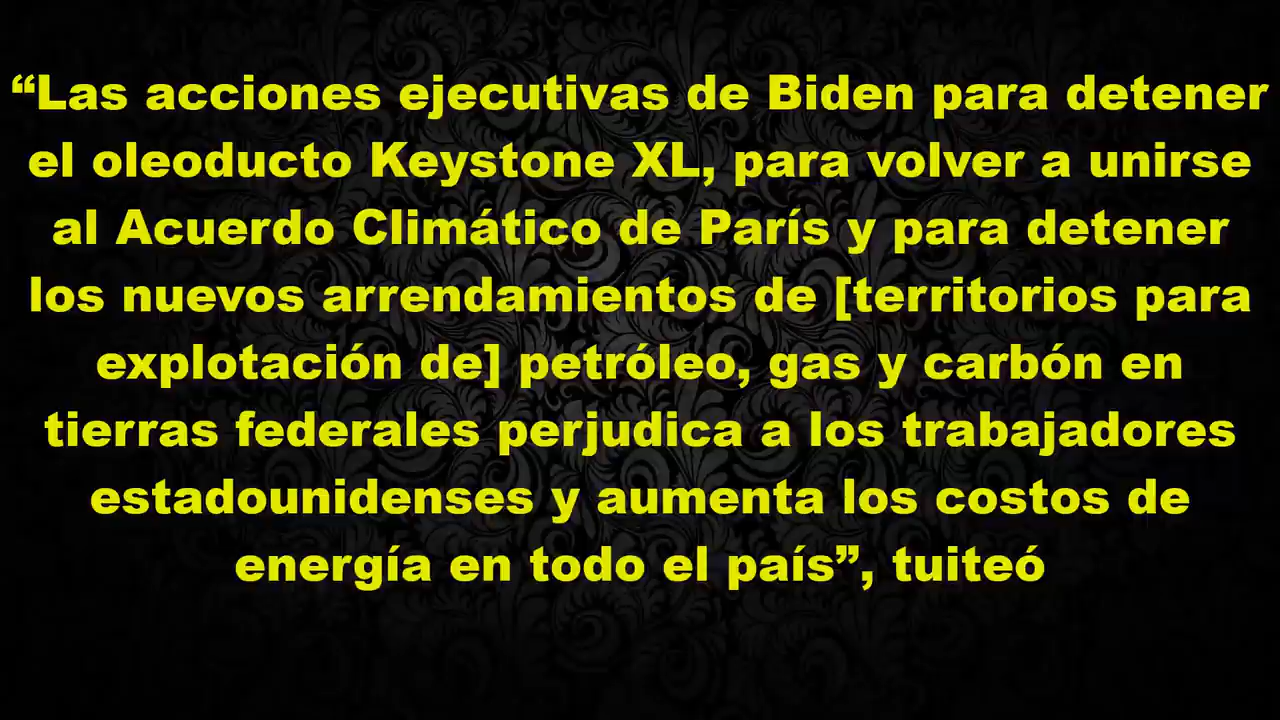 “Las acciones ejecutivas de Biden para detener
el oleoducto Keystone XL, para volver a unirse
al Acuerdo Climático de París y para detener
los nuevos arrendamientos de [territorios para
explotación de] petróleo, gas y carbón en
tierras federales perjudica a los trabajadores
estadounidenses y aumenta los costos de
energía en todo el país”, tuiteó